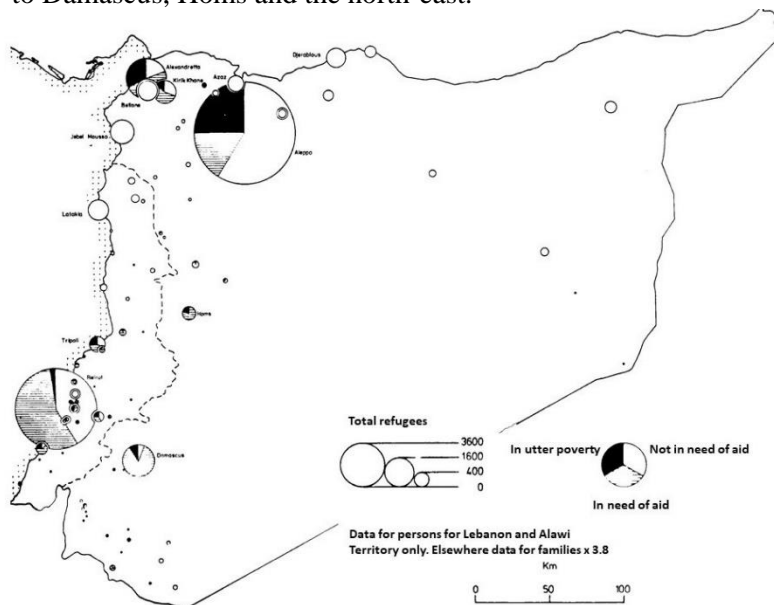 to Damascus, Homs and the north-east.
Djerablous
Alexandretta
Kirik Khane
Azaz
Beilane
Jebel Moussa
Aleppo
Latakia
Homs
Tripoli
Beirut
Damascus
Total refugees
3600
1600
400
0
In utter poverty
Not in need of aid
In need of aid
Data for persons for Lebanon and Alawi
Territory only. Elsewhere data for families x 3.8
Km
0 50 100